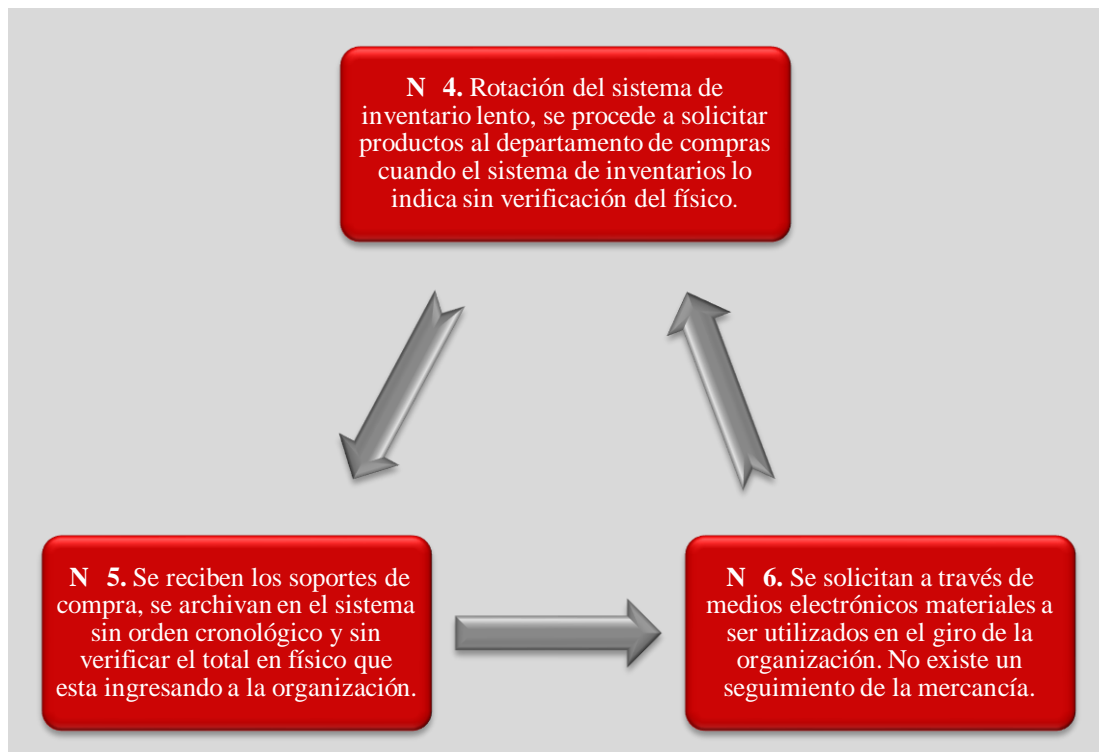 N 4. Rotación del sistema de
inventario lento, se procede a solicitar
productos al departamento de compras
cuando el sistema de inventarios lo
indica sin verificación del físico.
N 5. Se reciben los soportes de
compra, se archivan en el sistema
sin orden cronológico y sin
verificar el total en físico que
esta ingresando a la organización.
N 6. Se solicitan a través de
medios electrónicos materiales a
ser utilizados en el giro de la
organización. No existe un
seguimiento de la mercancía.